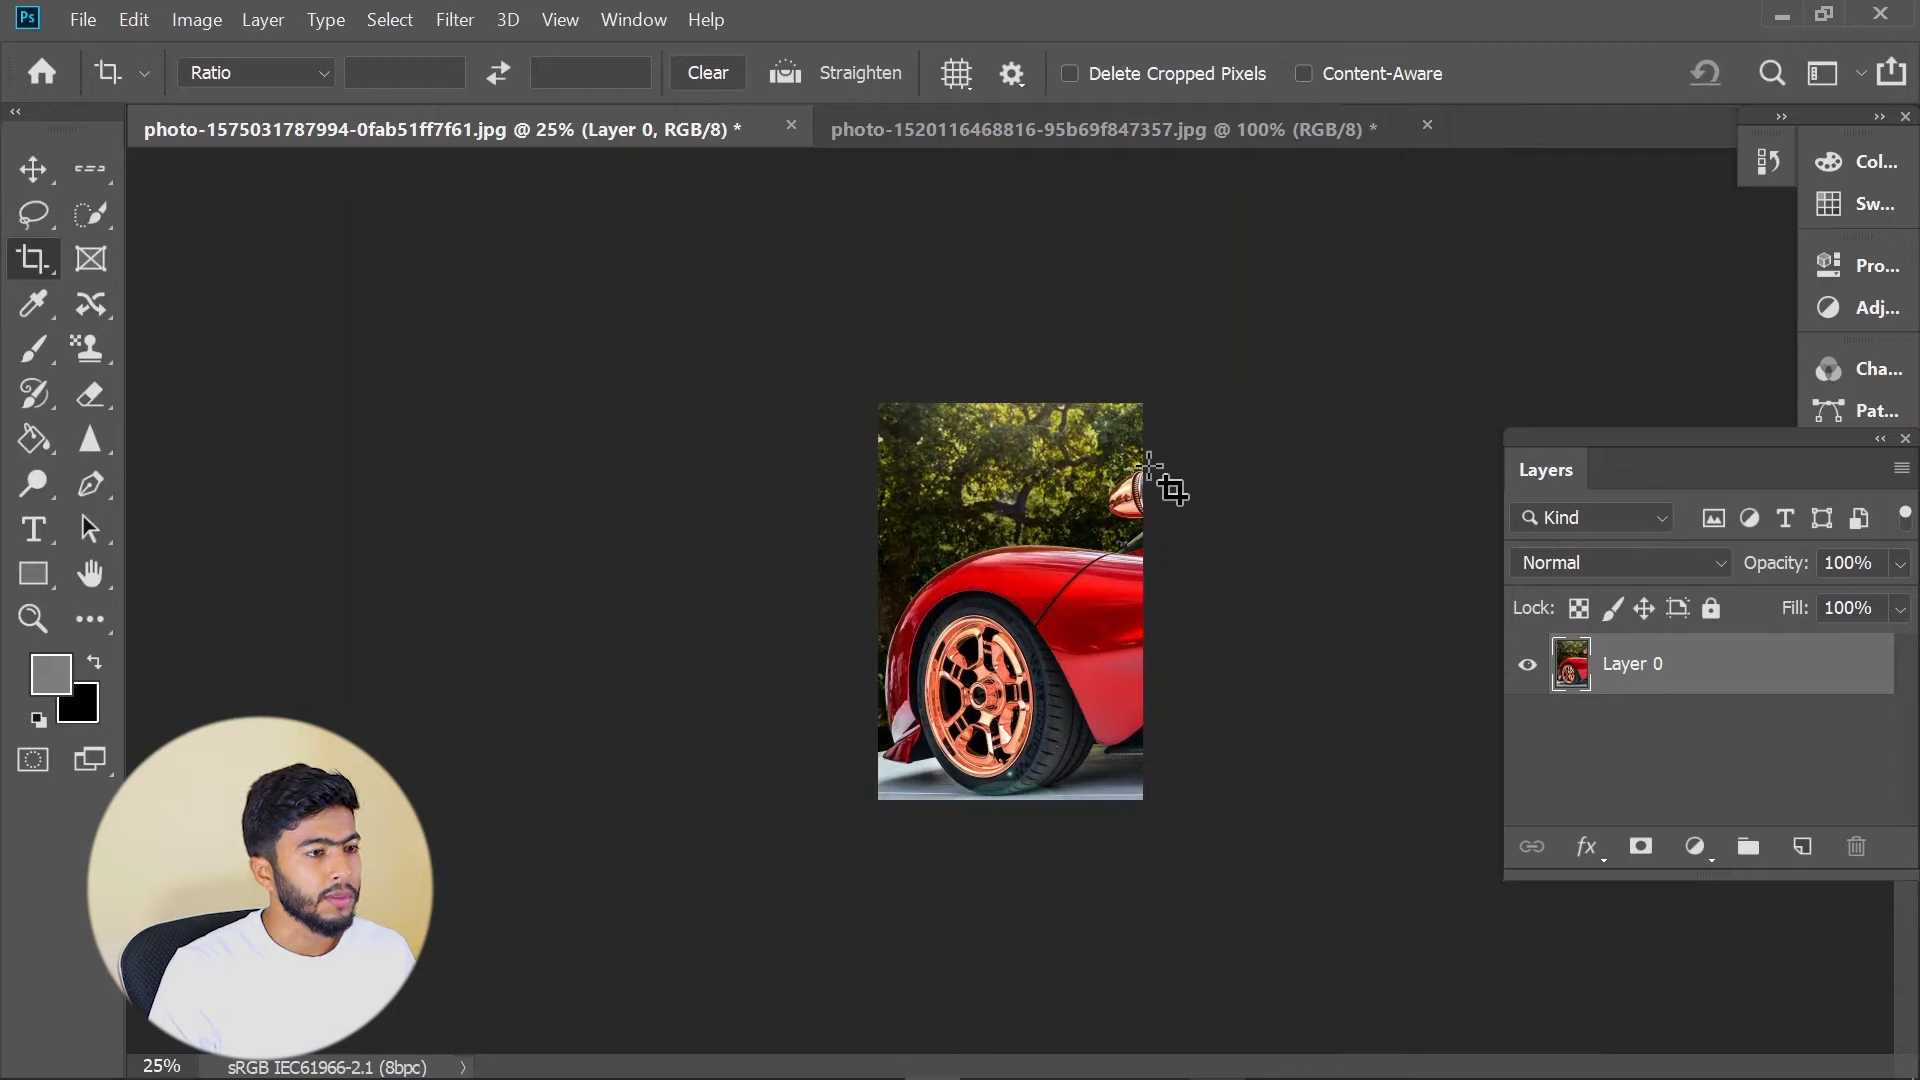 Ps File Edit Image Layer Type Select Filter 3D View Window Help
Ratio Clear Straighten Delete Cropped Pixels Content-Aware
photo-1575031787994-0fab51ff7f61.jpg @ 25% (Layer 0, RGB/8) *
photo-1520116468816-95b69f847357.jpg @ 100% (RGB/8) *
Col...
Sw...
Pro...
Adj...
Cha...
Pat...
Layers
Kind
Normal Opacity: 100%
Lock: Fill: 100%
Layer 0
fx
25% sRGB IEC61966-2.1 (8bpc)